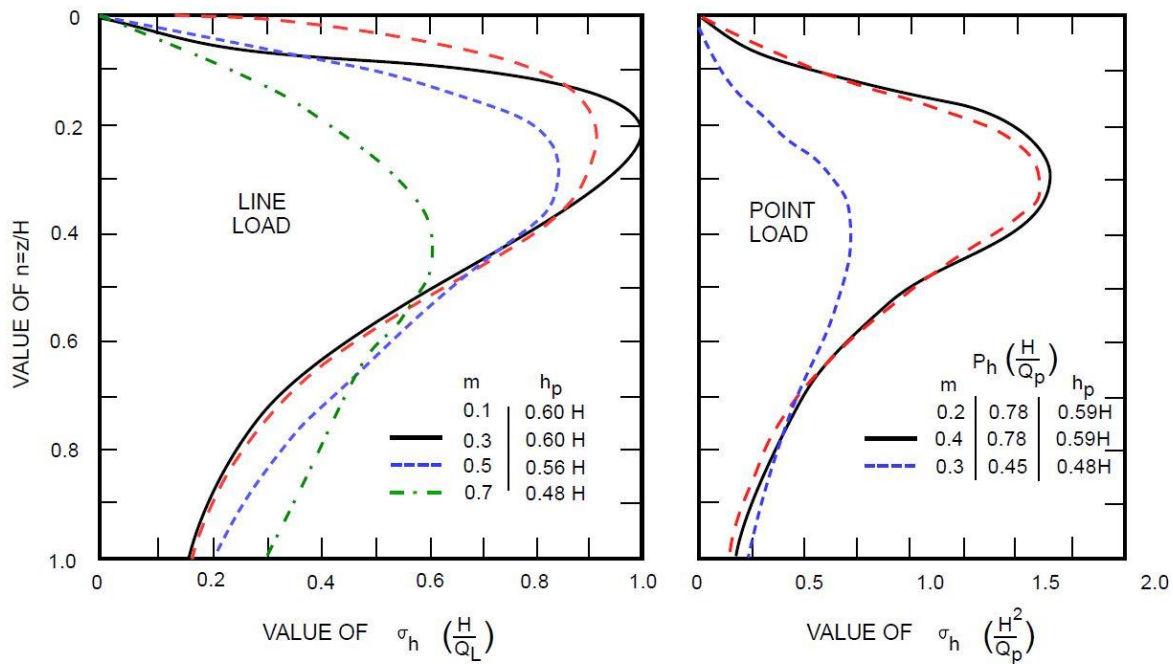 VALUE OF n=z/H
0
0.2
0.4
0.6
0.8
1.0
LINE
LOAD
m h_p
0.1 0.60 H
0.3 0.60 H
0.5 0.56 H
0.7 0.48 H
0 0.2 0.4 0.6 0.8 1.0
VALUE OF σ_h (H/Q_L)
POINT
LOAD
m P_h (H/Q_p) h_p
0.2 0.78 0.59H
0.4 0.78 0.59H
0.3 0.45 0.48H
0 0.5 1.0 1.5 2.0
VALUE OF σ_h (H²/Q_p)